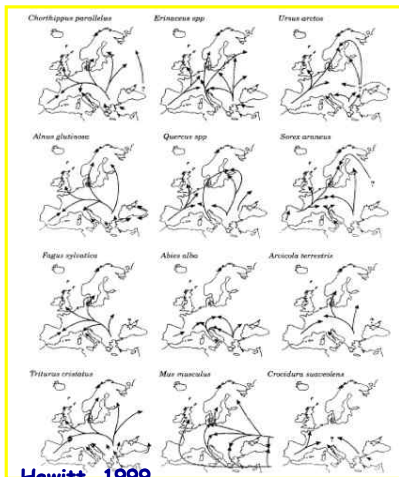 Chorthippus parallelus Erinaceus spp Ursus arctos
Alnus glutinosa Quercus spp Sorex araneus
Fagus sylvatica Abies alba Arvicola terrestris
Triturus cristatus Mus musculus Crocidura suaveolens
Hewitt, 1999